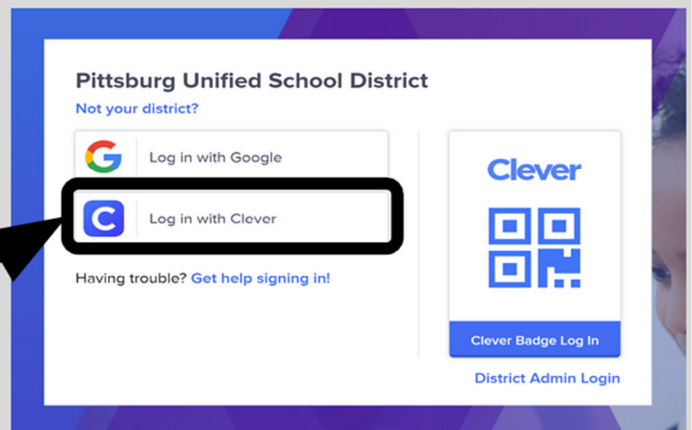 Pittsburg Unified School District
Not your district?
Log in with Google
Log in with Clever
Having trouble? Get help signing in!
Clever
Clever Badge Log In
District Admin Login